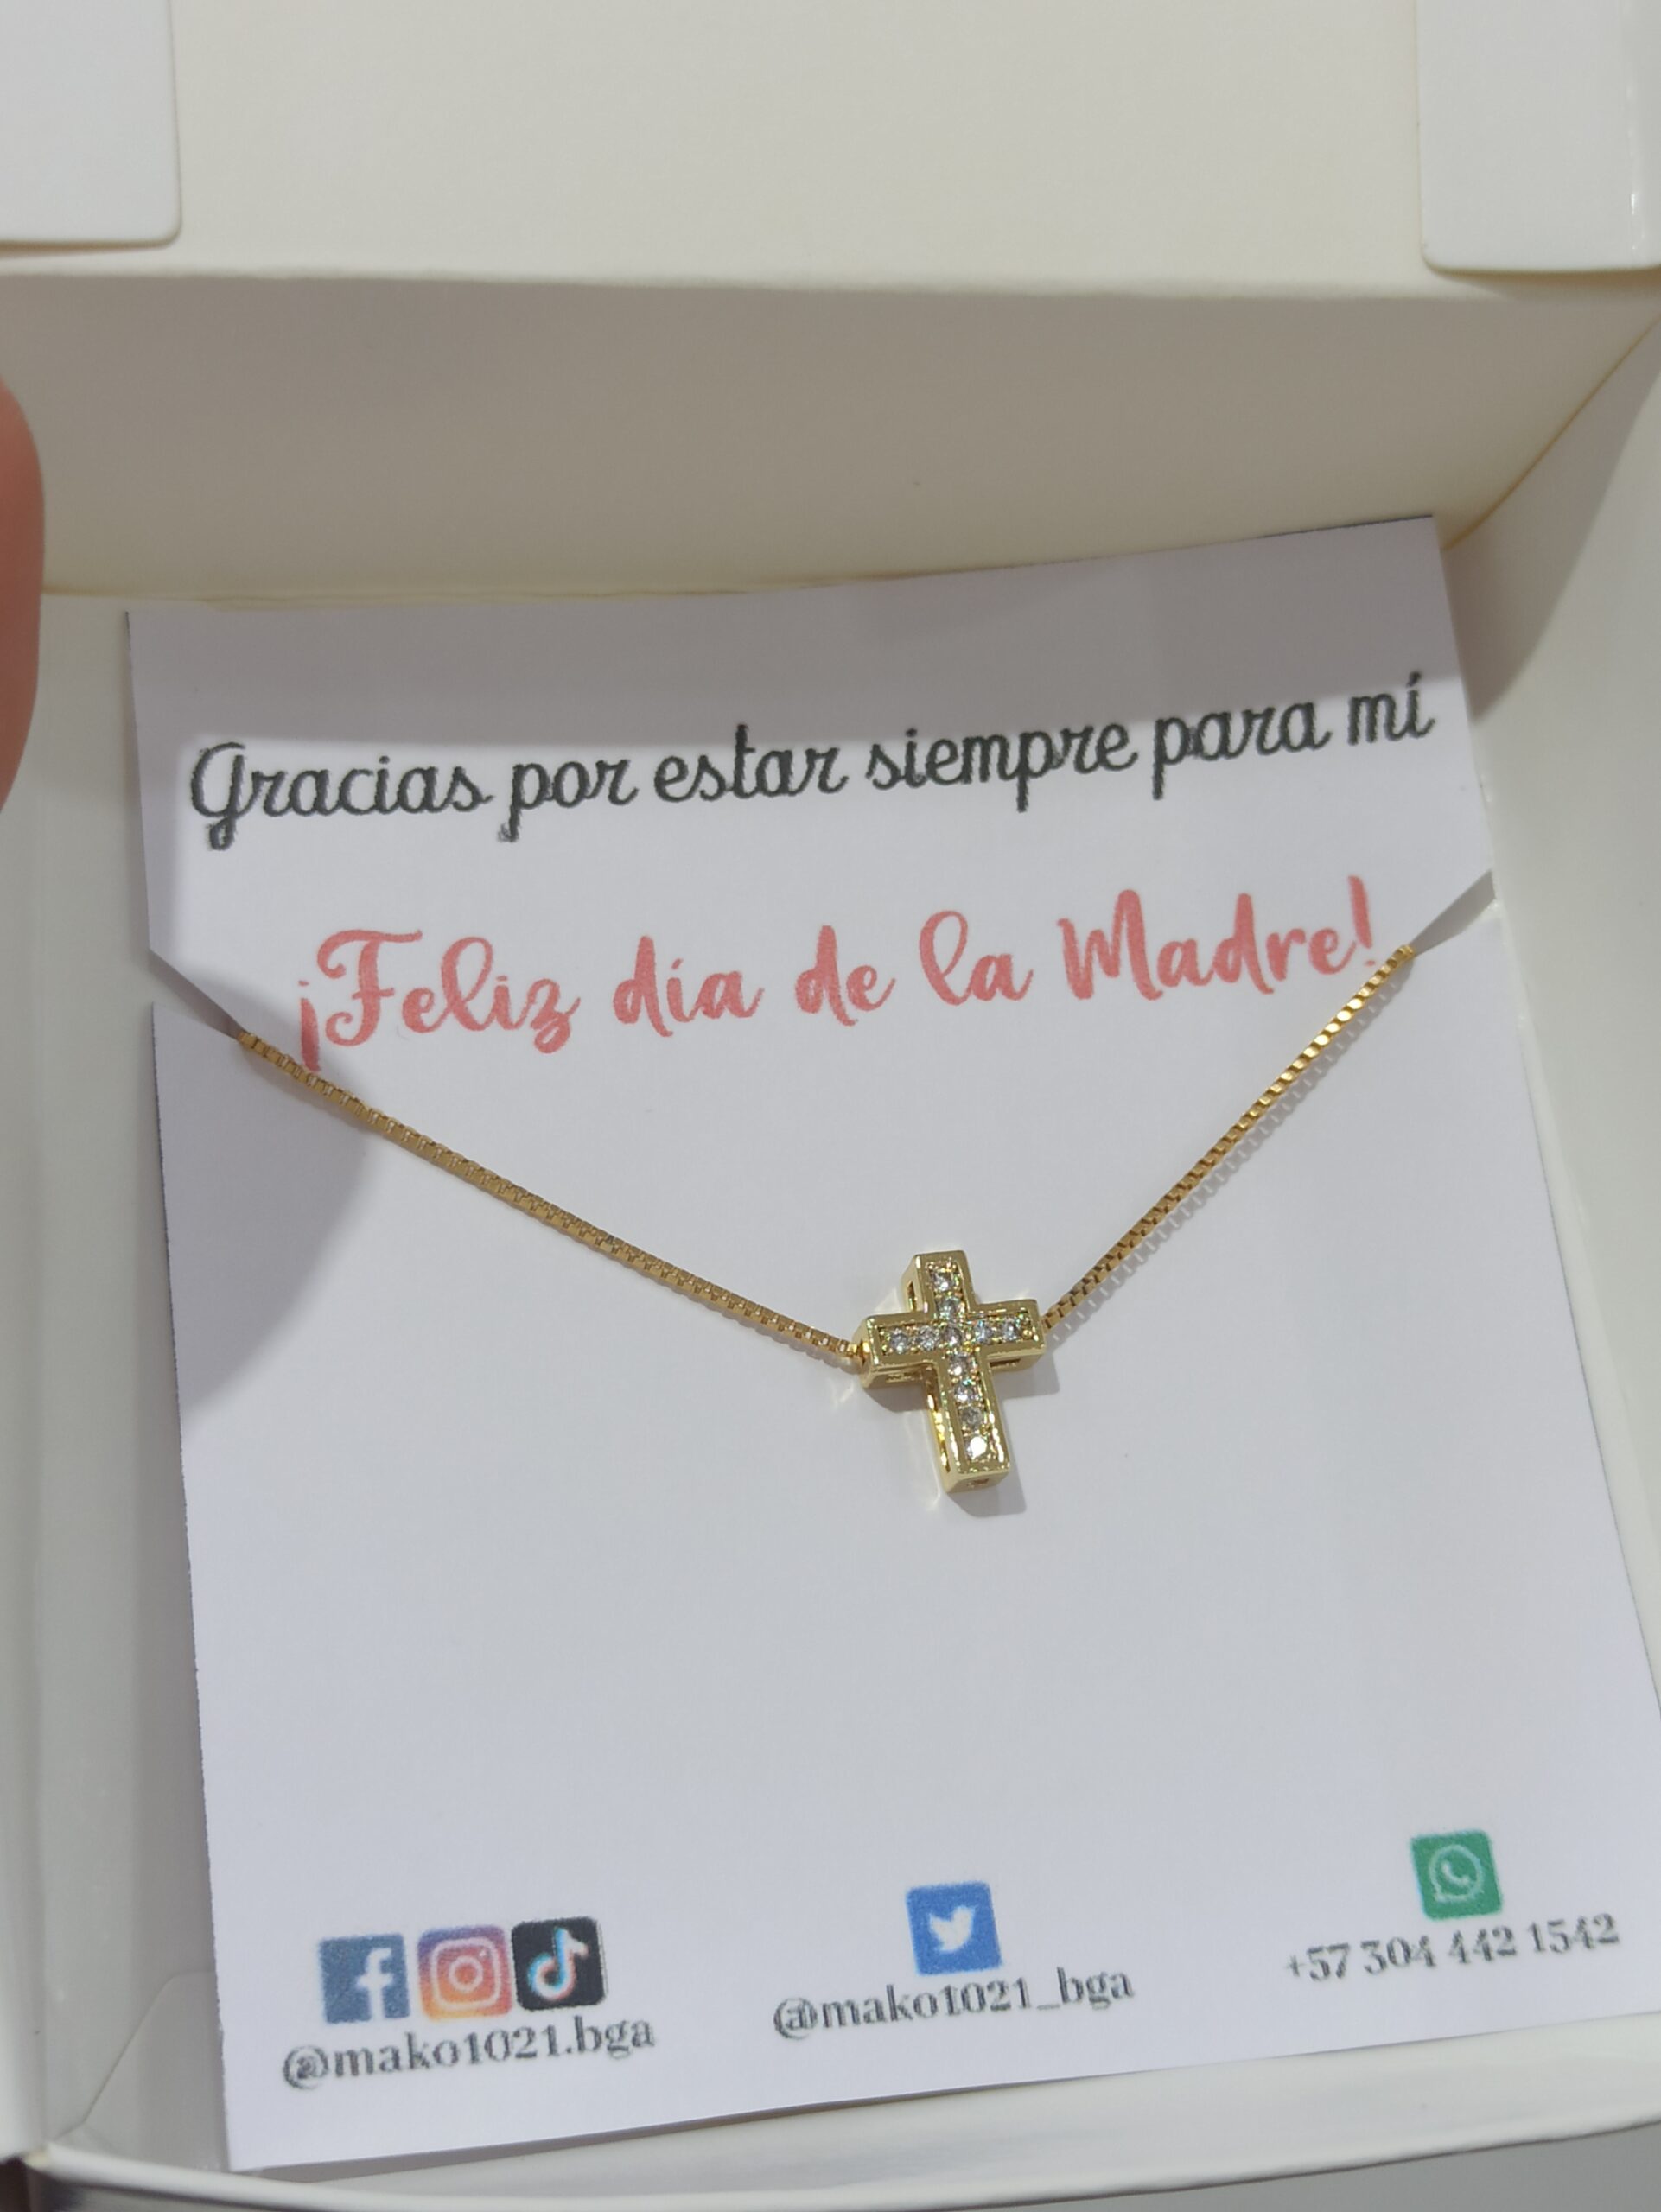 Gracias por estar siempre para mí
¡Feliz día de la Madre!
@mako1021.bga
@mako1021_bga
+57 304 442 1542